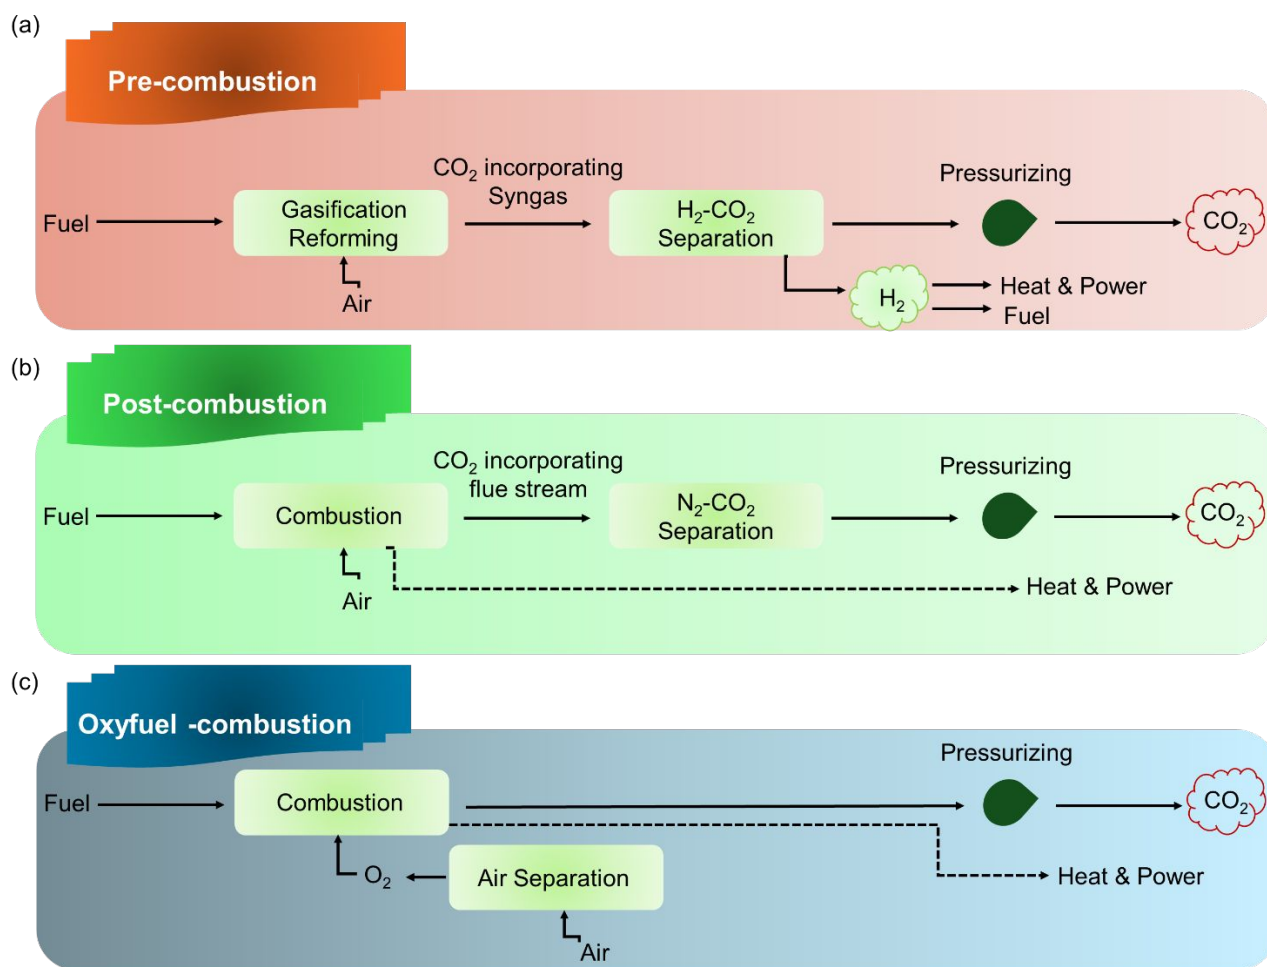 (a)
Pre-combustion
CO₂ incorporating
Syngas
Pressurizing
Fuel
Gasification
Reforming
H₂-CO₂
Separation
CO₂
Air
H₂
Heat & Power
Fuel
(b)
Post-combustion
CO₂ incorporating
flue stream
Pressurizing
Fuel
Combustion
N₂-CO₂
Separation
CO₂
Air
Heat & Power
(c)
Oxyfuel -combustion
Pressurizing
Fuel
Combustion
CO₂
O₂
Air Separation
Heat & Power
Air